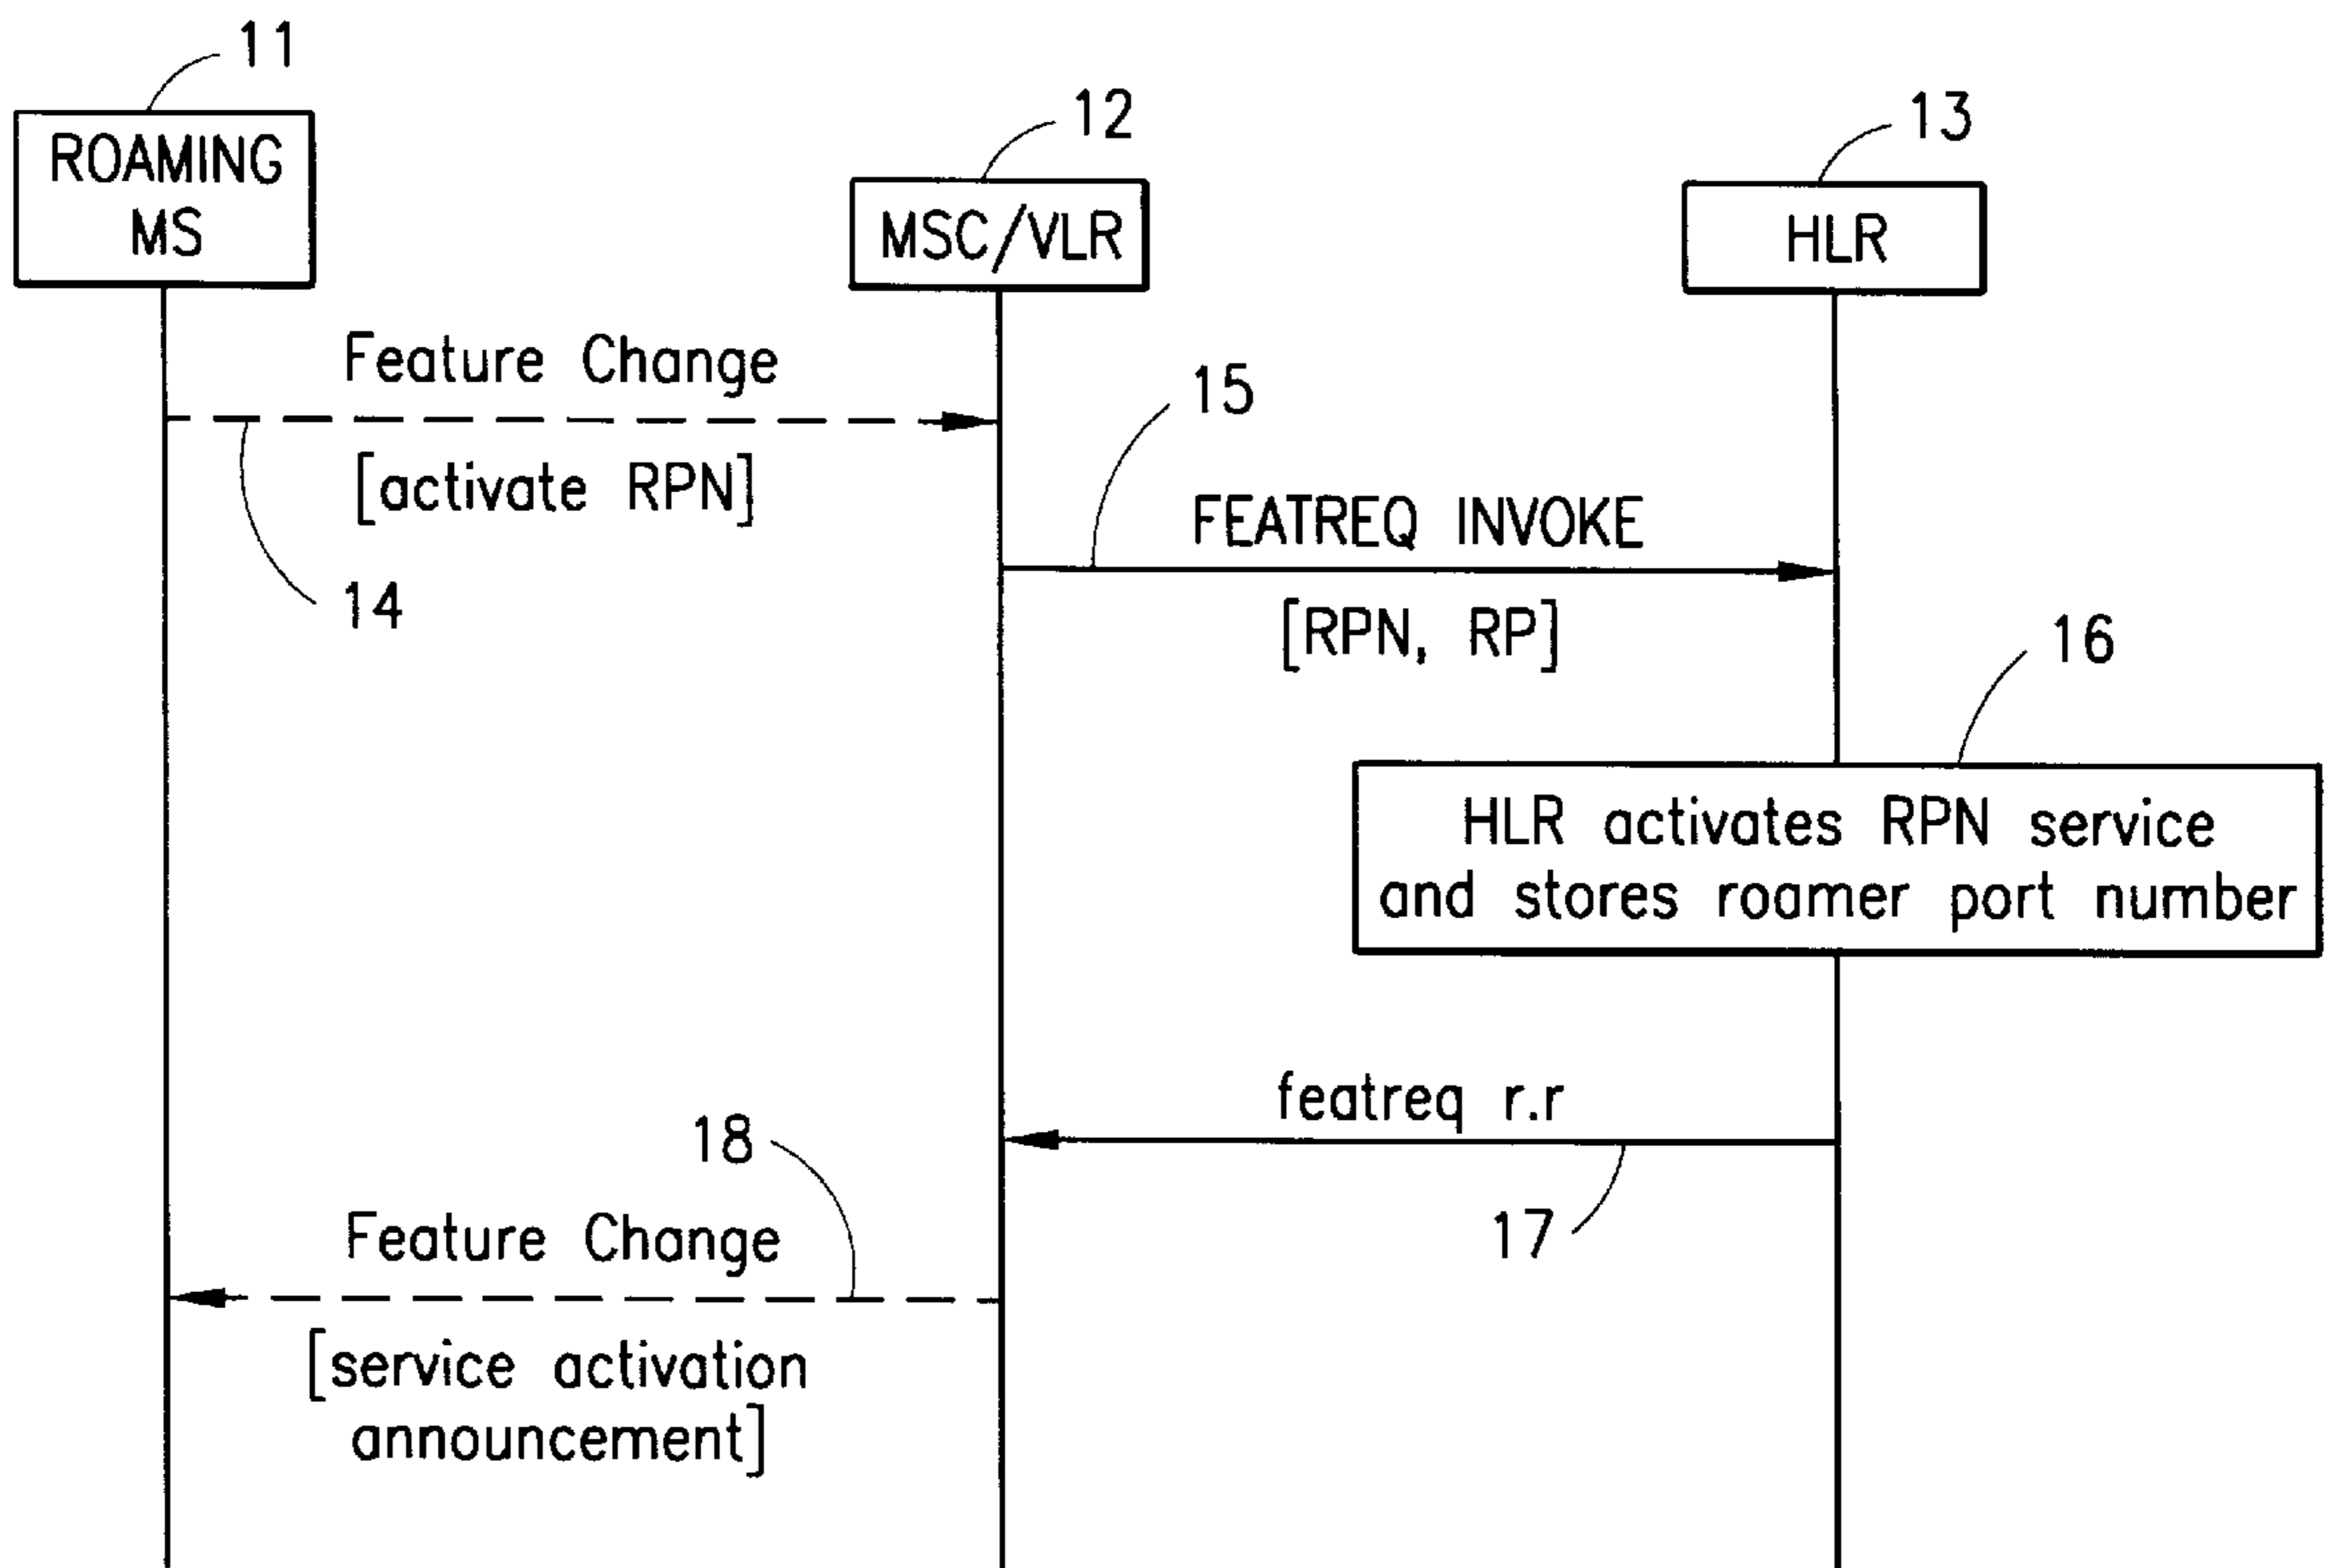 11
ROAMING
MS
12
MSC/VLR
13
HLR
Feature Change
[activate RPN]
14
15
FEATREQ INVOKE
[RPN, RP]
16
HLR activates RPN service
and stores roamer port number
featreq r.r
17
18
Feature Change
[service activation
announcement]